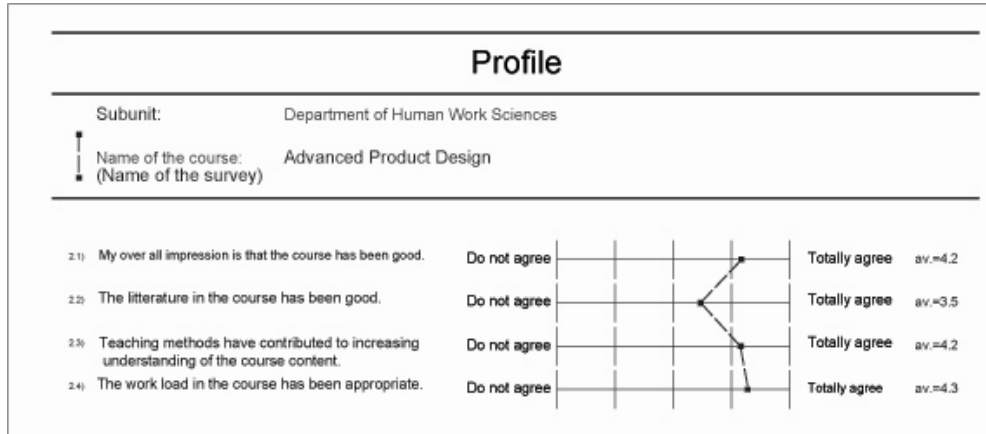 Profile
Subunit: Department of Human Work Sciences
Name of the course: Advanced Product Design
(Name of the survey)
2.1) My over all impression is that the course has been good. Do not agree Totally agree av.=4.2
2.2) The litterature in the course has been good. Do not agree Totally agree av.=3.5
2.3) Teaching methods have contributed to increasing Do not agree Totally agree av.=4.2
understanding of the course content.
2.4) The work load in the course has been appropriate. Do not agree Totally agree av.=4.3